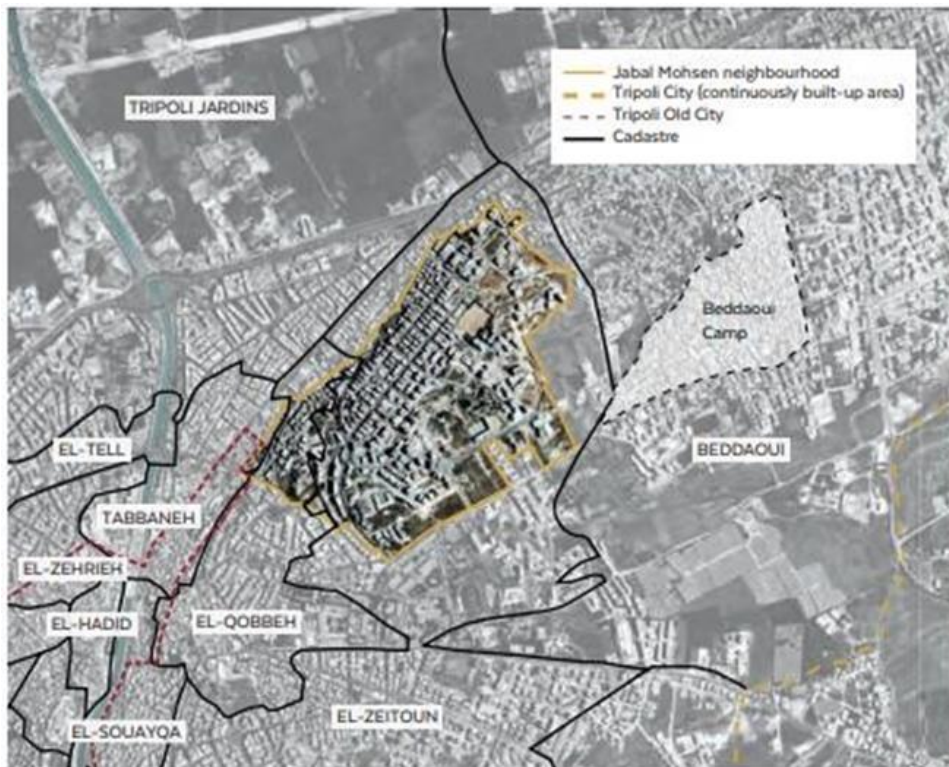 Jabal Mohsen neighbourhood
Tripoli City (continuously built-up area)
Tripoli Old City
Cadastre
TRIPOLI JARDINS
Beddaoui
Camp
EL-TELL
BEDDAOUI
TABBANEH
EL-ZEHRIEH
EL-HADID
EL-QOBBEH
EL-ZEITOUN
EL-SOUAYQA